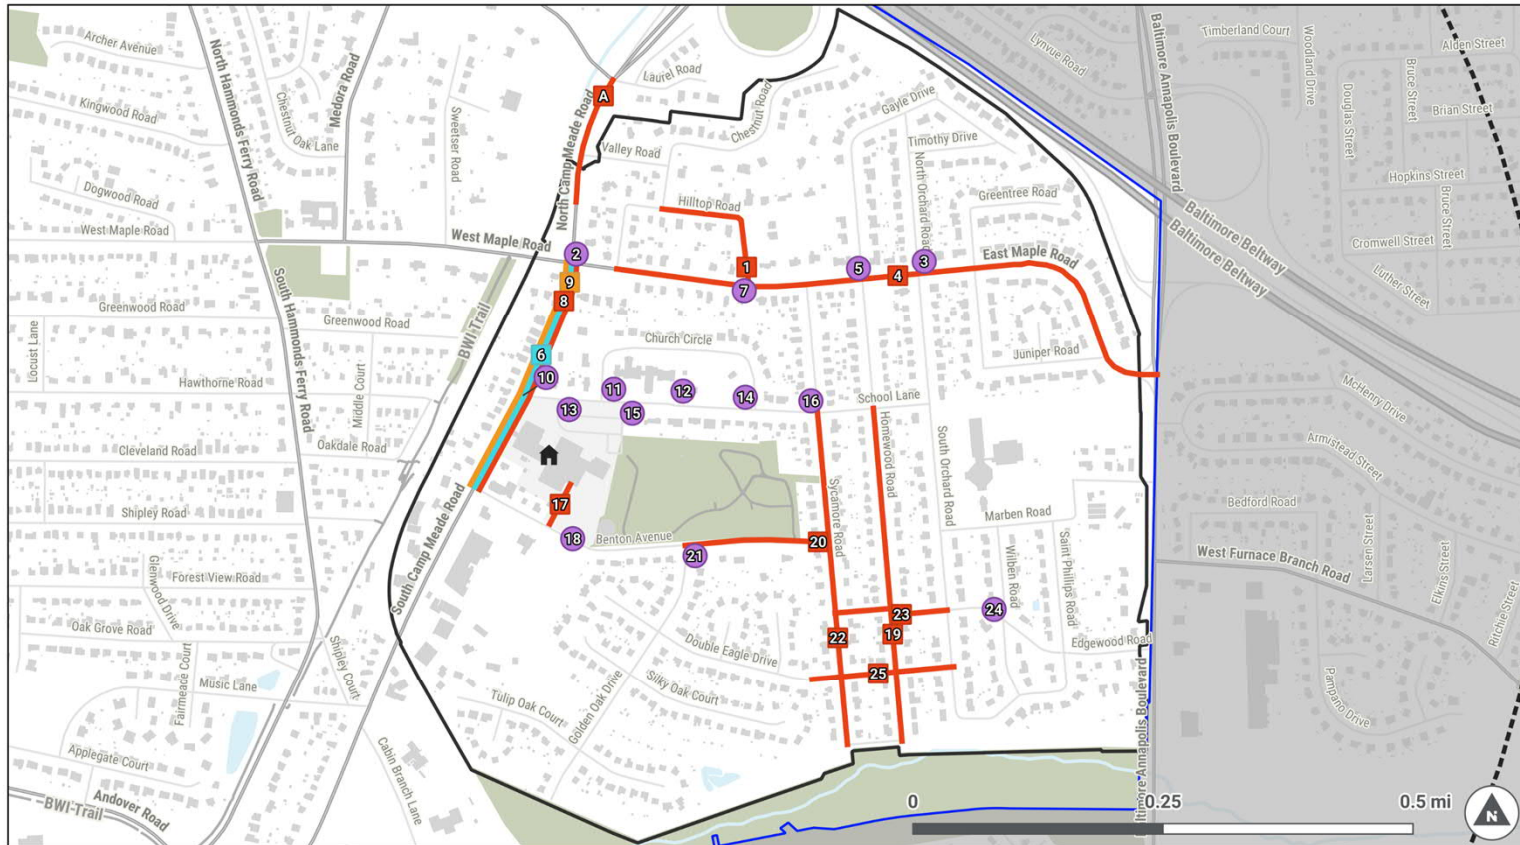 Archer Avenue
Kingwood Road
Chestnut Oak Lane
North Hammonds Ferry Road
Medora Road
Sweetser Road
Dogwood Road
West Maple Road
West Maple Road
North Camp Meade Road
A
Laurel Road
Valley Road
Chestnut Road
Hilltop Road
Gayle Drive
Timothy Drive
North Orchard Road
Greentree Road
East Maple Road
Lynvue Road
Baltimore Annapolis Boulevard
Timberland Court
Woodland Drive
Alden Street
Bruce Street
Douglas Street
Brian Street
Hopkins Street
Bruce Street
Cromwell Street
Luther Street
Baltimore Beltway
Baltimore Beltway
2
1
5
3
4
7
9
8
6
10
11
12
13
14
15
16
Greenwood Road
Greenwood Road
South Hammonds Ferry Road
BWI-Trail
Locust Lane
Hawthorne Road
Middle Court
Oakdale Road
Cleveland Road
Church Circle
School Lane
Juniper Road
Homewood Road
South Orchard Road
Sycamore Road
Marben Road
McHenry Drive
Armistead Street
Bedford Road
West Furnace Branch Road
Larsen Street
Elkins Street
Ritchie Street
Shipley Road
South Camp Meade Road
17
18
Benton Avenue
20
21
Glenwood Drive
Forest View Road
Oak Grove Road
Shipley Court
Fairmeade Court
Music Lane
Applegate Court
BWI-Trail
Andover Road
Cabin Branch Lane
Tulip Oak Court
Golden Oak Drive
Silky Oak Court
Double Eagle Drive
22
23
19
24
25
Wilben Road
Saint Phillips Road
Edgewood Road
Baltimore Annapolis Boulevard
Pampano Drive
0
0.25
0.5 mi
N